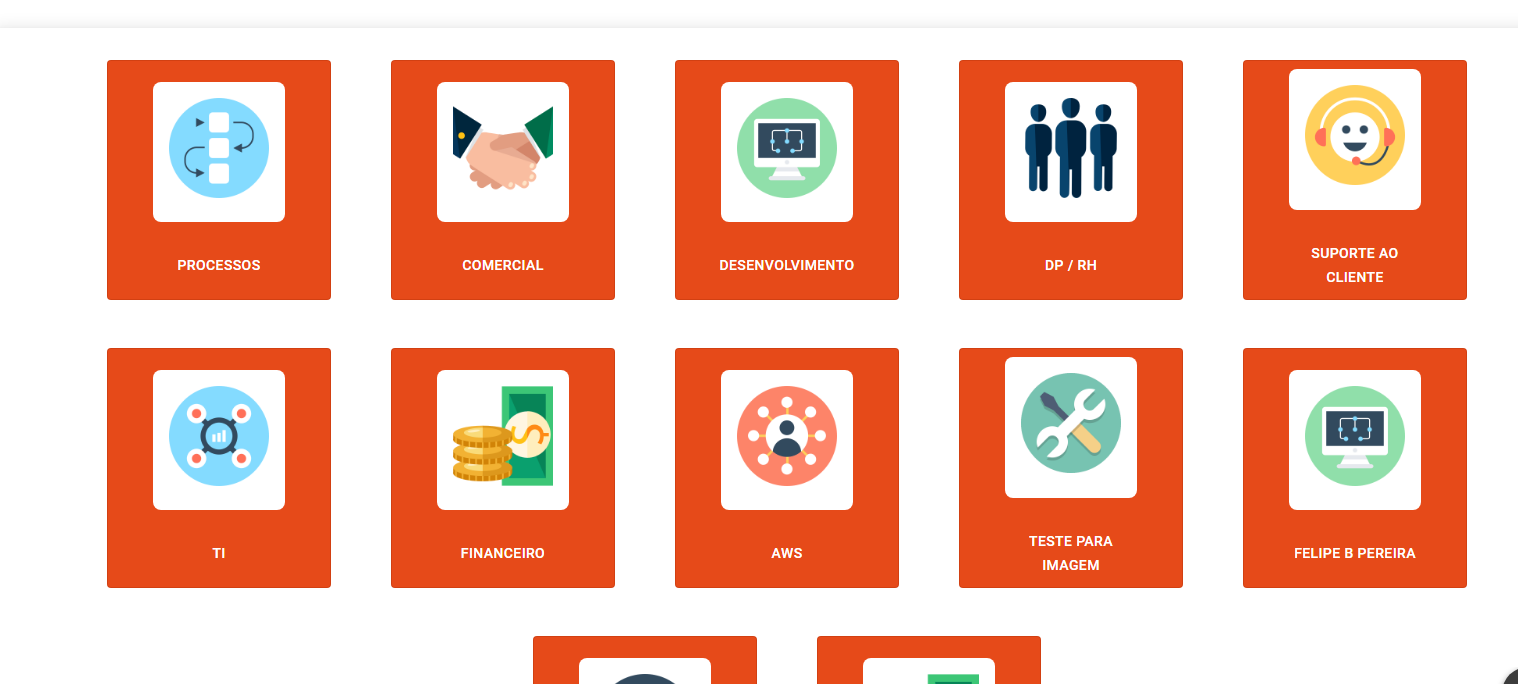 PROCESSOS
COMERCIAL
DESENVOLVIMENTO
DP / RH
SUPORTE AO
CLIENTE
TI
FINANCEIRO
AWS
TESTE PARA
IMAGEM
FELIPE B PEREIRA